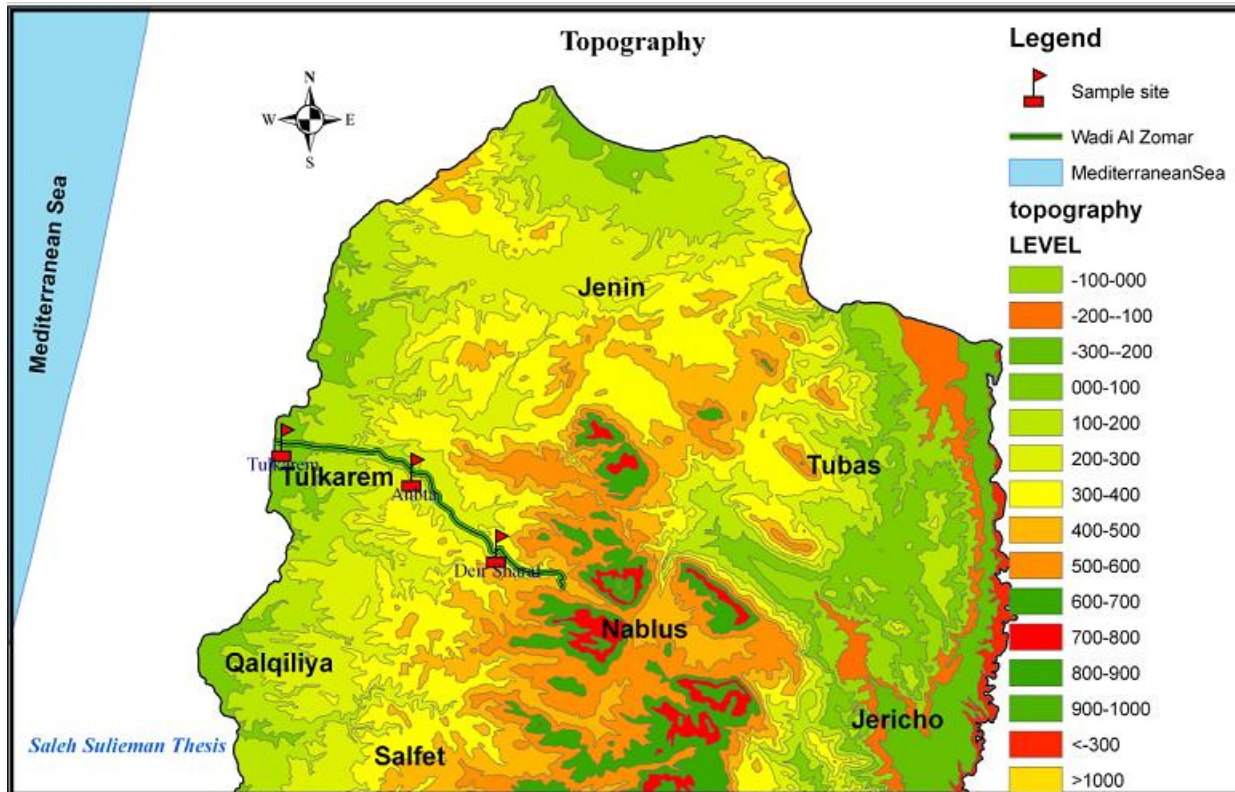 Topography
N
W E
S
Mediterranean Sea
Jenin
Tubas
Tulkarem
Tulkarem
Anbta
Deir Sharaf
Nablus
Qalqiliya
Jericho
Salfet
Saleh Sulieman Thesis
Legend
Sample site
Wadi Al Zomar
MediterraneanSea
topography
LEVEL
-100-000
-200--100
-300--200
000-100
100-200
200-300
300-400
400-500
500-600
600-700
700-800
800-900
900-1000
<-300
>1000